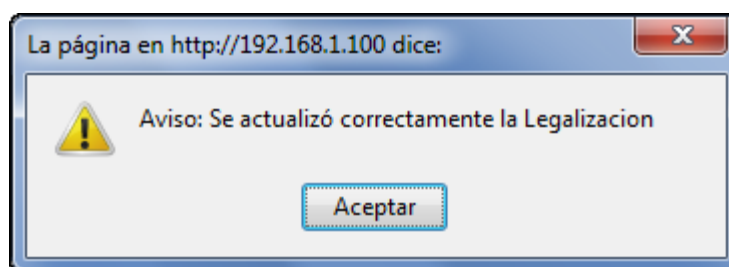 La página en http://192.168.1.100 dice:
Aviso: Se actualizó correctamente la Legalizacion
Aceptar